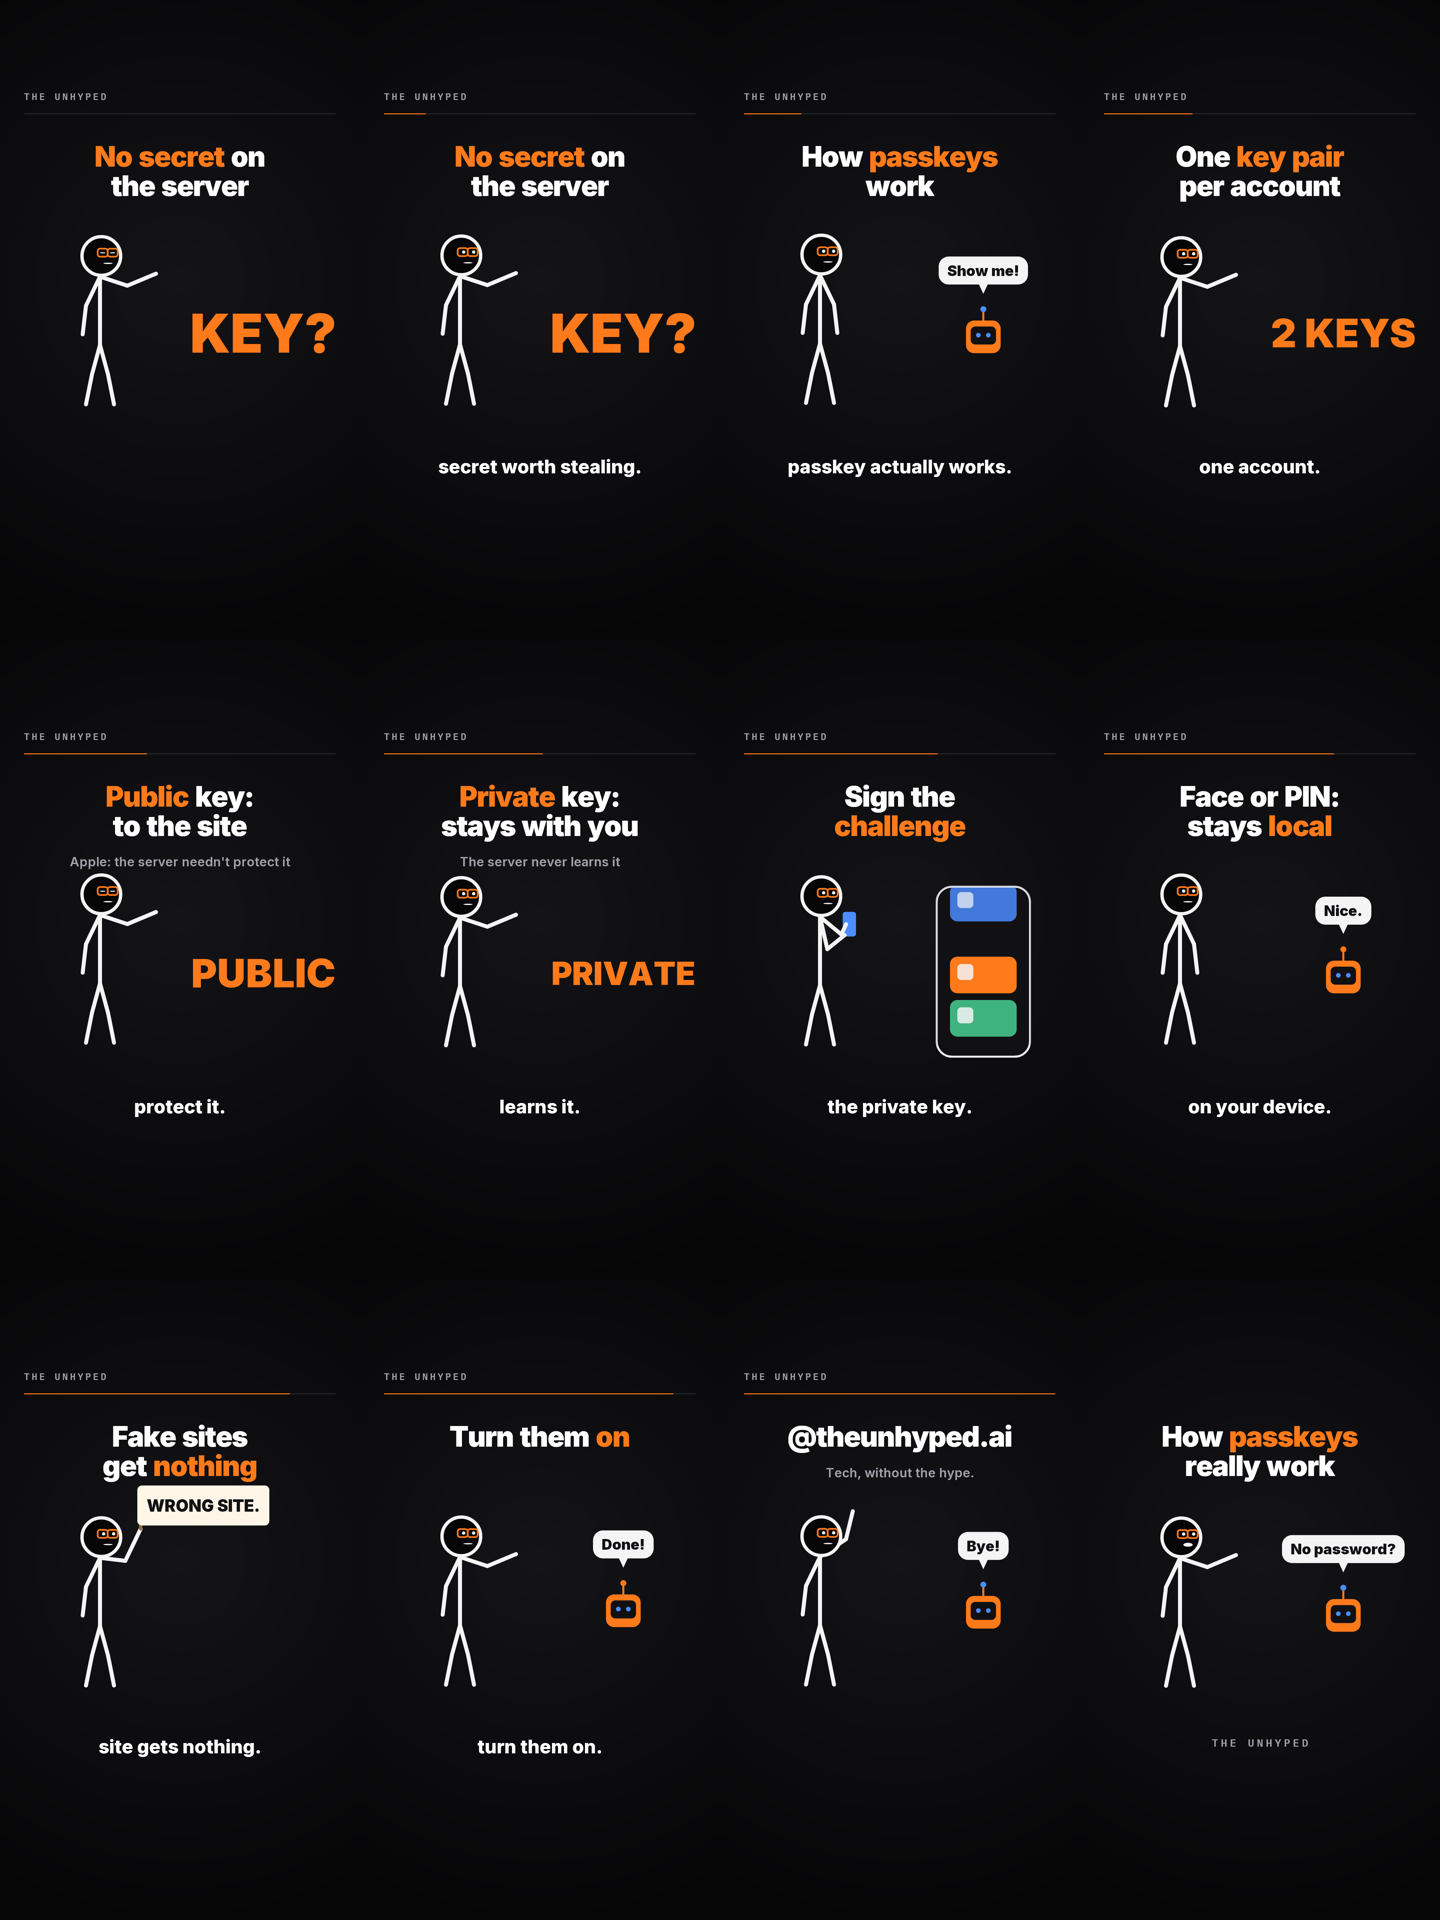 THE UNHYPED
No secret on
the server
KEY?
THE UNHYPED
No secret on
the server
KEY?
secret worth stealing.
THE UNHYPED
How passkeys
work
Show me!
passkey actually works.
THE UNHYPED
One key pair
per account
2 KEYS
one account.
THE UNHYPED
Public key:
to the site
Apple: the server needn't protect it
PUBLIC
protect it.
THE UNHYPED
Private key:
stays with you
The server never learns it
PRIVATE
learns it.
THE UNHYPED
Sign the
challenge
the private key.
THE UNHYPED
Face or PIN:
stays local
Nice.
on your device.
THE UNHYPED
Fake sites
get nothing
WRONG SITE.
site gets nothing.
THE UNHYPED
Turn them on
Done!
turn them on.
THE UNHYPED
@theunhyped.ai
Tech, without the hype.
Bye!
How passkeys
really work
No password?
THE UNHYPED